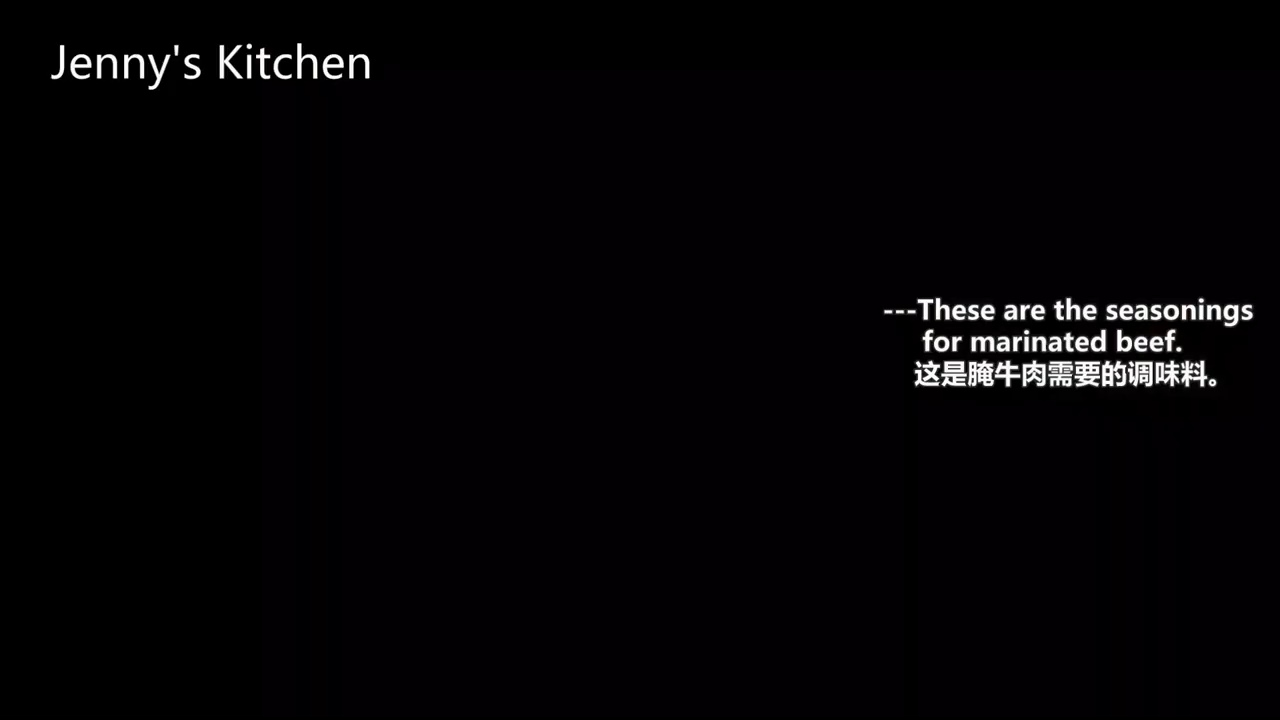 Jenny's Kitchen
---These are the seasonings
for marinated beef.
这是腌牛肉需要的调味料。